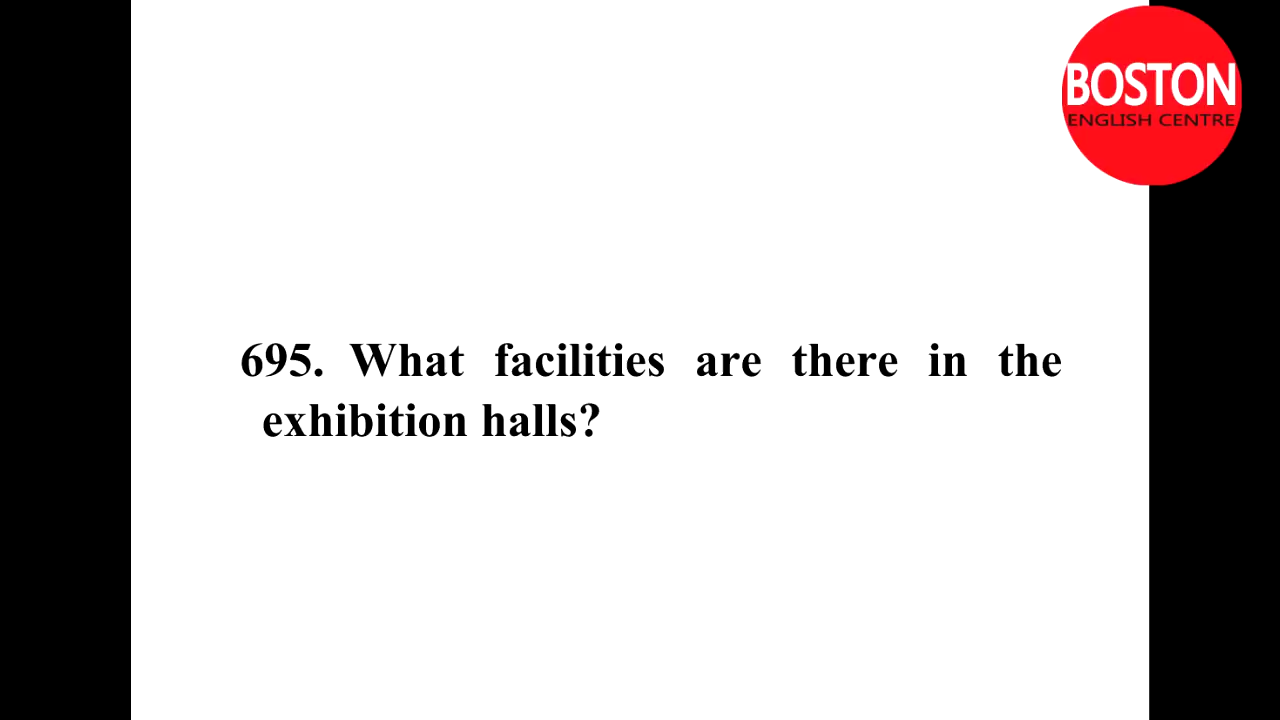 BOSTON
ENGLISH CENTRE
695. What facilities are there in the
exhibition halls?